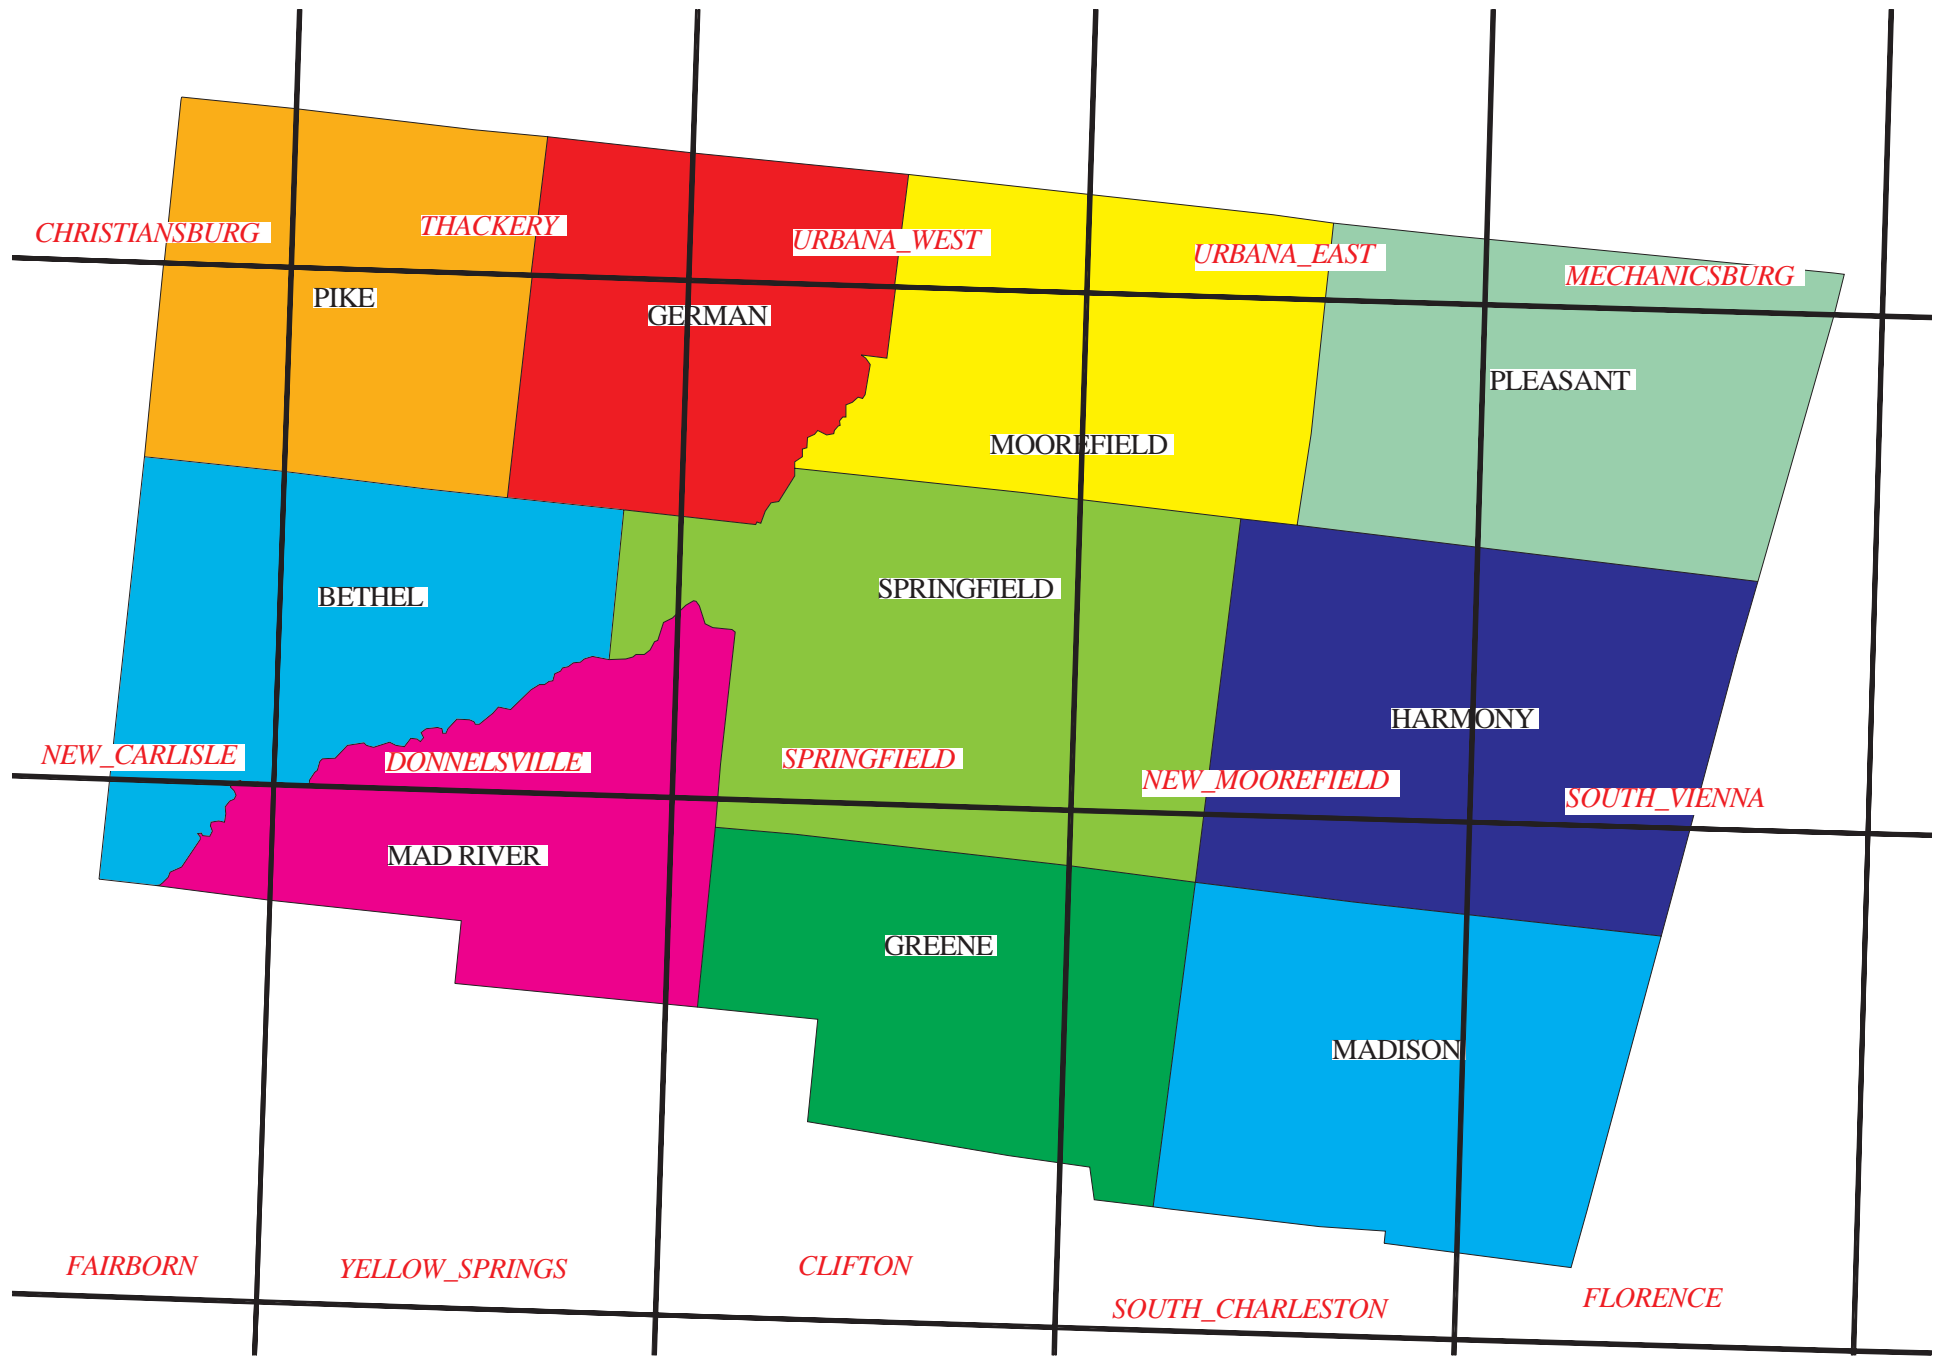 CHRISTIANSBURG
THACKERY
URBANA_WEST
URBANA_EAST
MECHANICSBURG
PIKE
GERMAN
PLEASANT
MOOREFIELD
BETHEL
SPRINGFIELD
HARMONY
NEW_CARLISLE
DONNELSVILLE
SPRINGFIELD
NEW_MOOREFIELD
SOUTH_VIENNA
MAD RIVER
GREENE
MADISON
FAIRBORN
YELLOW_SPRINGS
CLIFTON
SOUTH_CHARLESTON
FLORENCE